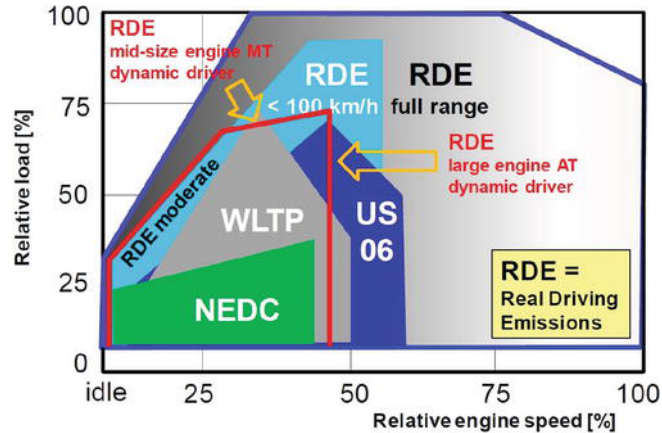 100
RDE
mid-size engine MT
dynamic driver
RDE
< 100 km/h
RDE
full range
75
RDE
large engine AT
dynamic driver
Relative load [%]
50
RDE moderate
WLTP
US
06
25
NEDC
RDE =
Real Driving
Emissions
0
idle
25
50
75
100
Relative engine speed [%]